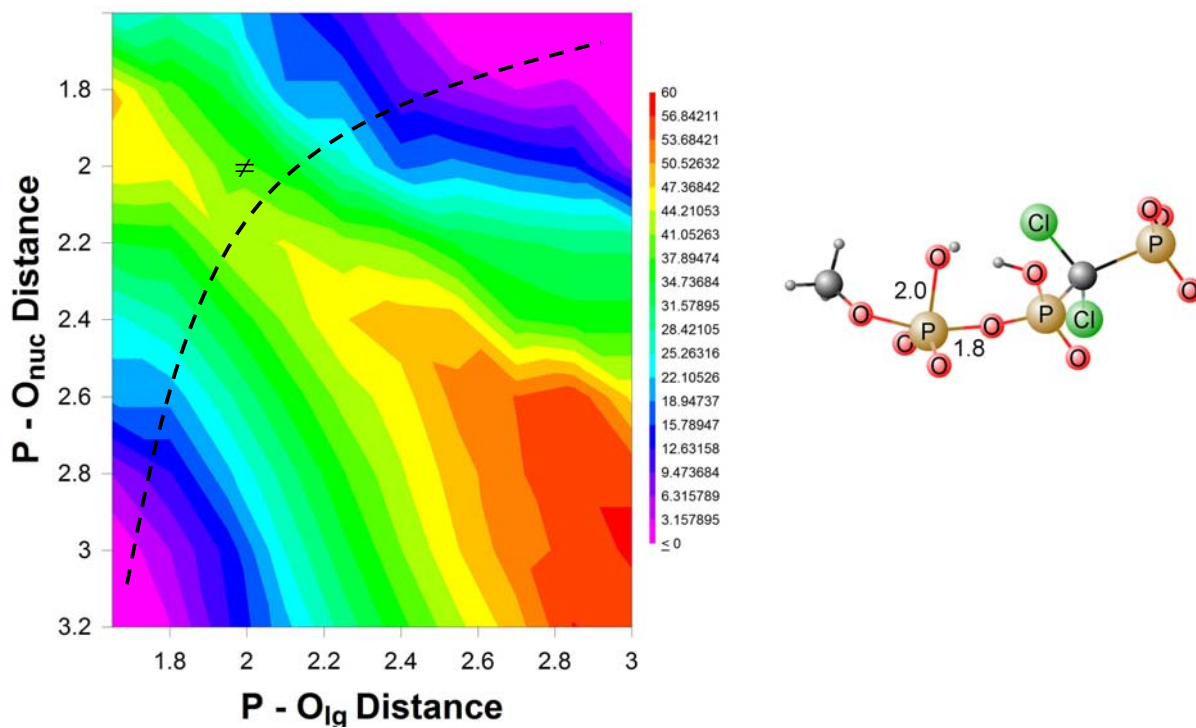 1.8
2
2.2
2.4
2.6
2.8
3
3.2
P - Onuc Distance
≠
1.8
2
2.2
2.4
2.6
2.8
3
P - Olg Distance
60
56.84211
53.68421
50.52632
47.36842
44.21053
41.05263
37.89474
34.73684
31.57895
28.42105
25.26316
22.10526
18.94737
15.78947
12.63158
9.473684
6.315789
3.157895
≤ 0
Cl
O
O
P
O
O
O
2.0
O
P
O
P
Cl
O
O
1.8
O